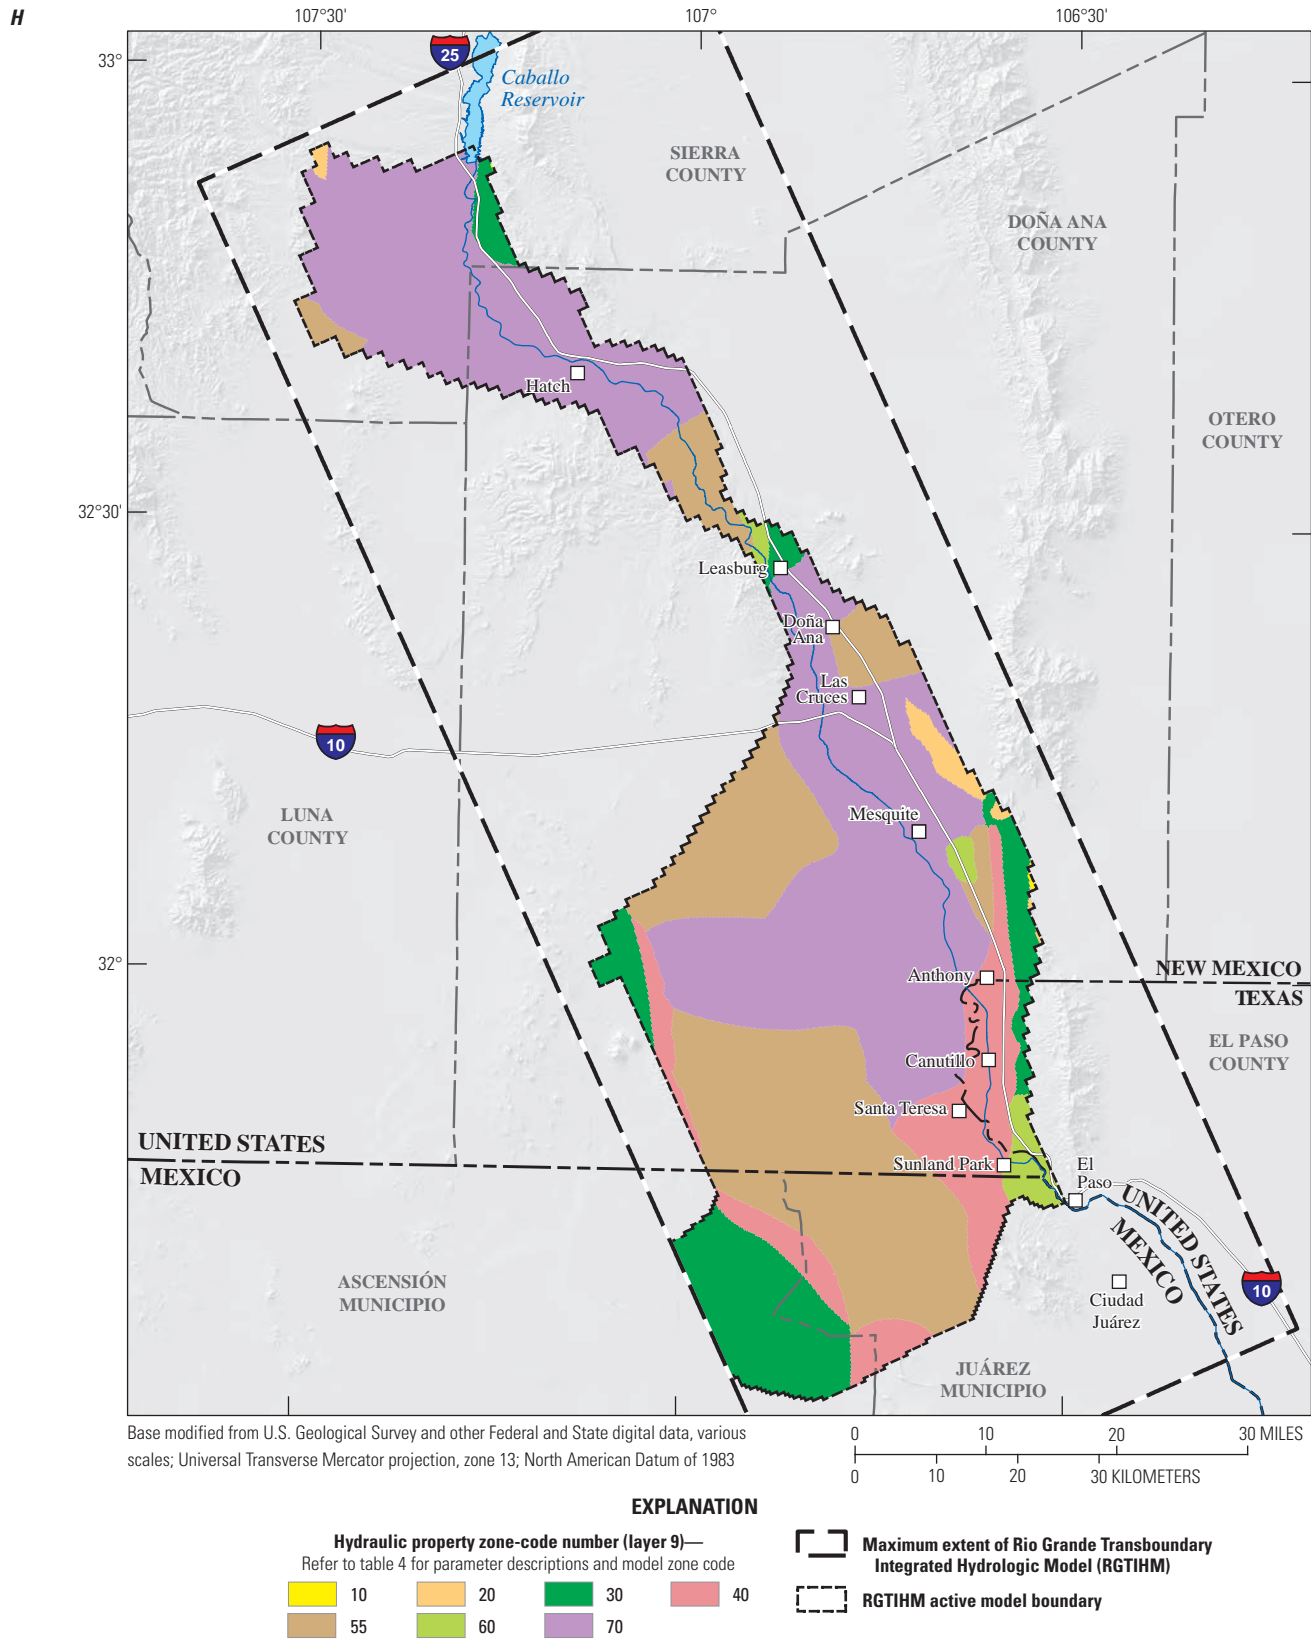 H
107°30'
107°
106°30'
33°
25
Caballo
Reservoir
SIERRA
COUNTY
DOÑA ANA
COUNTY
Hatch
OTERO
COUNTY
32°30'
Leasburg
Doña
Ana
Las
Cruces
10
LUNA
COUNTY
Mesquite
32°
Anthony
NEW MEXICO
TEXAS
EL PASO
COUNTY
Canutillo
Santa Teresa
UNITED STATES
MEXICO
Sunland Park
El
Paso
UNITED STATES
MEXICO
ASCENSIÓN
MUNICIPIO
10
Ciudad
Juárez
JUÁREZ
MUNICIPIO
Base modified from U.S. Geological Survey and other Federal and State digital data, various
scales; Universal Transverse Mercator projection, zone 13; North American Datum of 1983
0 10 20 30 MILES
0 10 20 30 KILOMETERS
EXPLANATION
Hydraulic property zone-code number (layer 9)—
Refer to table 4 for parameter descriptions and model zone code
10 20 30 40
55 60 70
Maximum extent of Rio Grande Transboundary
Integrated Hydrologic Model (RGTIHM)
RGTIHM active model boundary